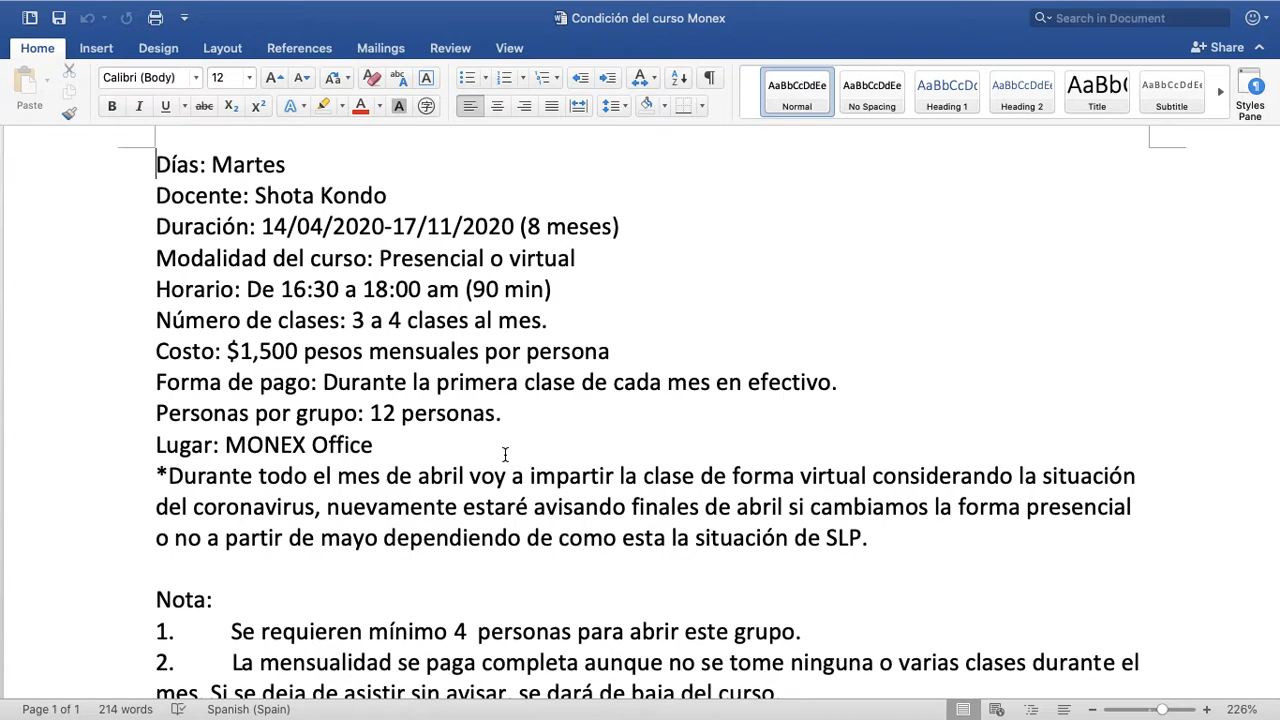 Condición del curso Monex
Search in Document
Home Insert Design Layout References Mailings Review View
Share
Paste
Calibri (Body) 12
AaBbCcDdEe AaBbCcDdEe AaBbCcDc AaBbCcDdEe AaBbC AaBbCcDdEe
Normal No Spacing Heading 1 Heading 2 Title Subtitle
Styles
Pane
Días: Martes
Docente: Shota Kondo
Duración: 14/04/2020-17/11/2020 (8 meses)
Modalidad del curso: Presencial o virtual
Horario: De 16:30 a 18:00 am (90 min)
Número de clases: 3 a 4 clases al mes.
Costo: $1,500 pesos mensuales por persona
Forma de pago: Durante la primera clase de cada mes en efectivo.
Personas por grupo: 12 personas.
Lugar: MONEX Office
*Durante todo el mes de abril voy a impartir la clase de forma virtual considerando la situación
del coronavirus, nuevamente estaré avisando finales de abril si cambiamos la forma presencial
o no a partir de mayo dependiendo de como esta la situación de SLP.
Nota:
1. Se requieren mínimo 4 personas para abrir este grupo.
2. La mensualidad se paga completa aunque no se tome ninguna o varias clases durante el
mes. Si se deja de asistir sin avisar, se dará de baja del curso.
Page 1 of 1 214 words Spanish (Spain) 226%